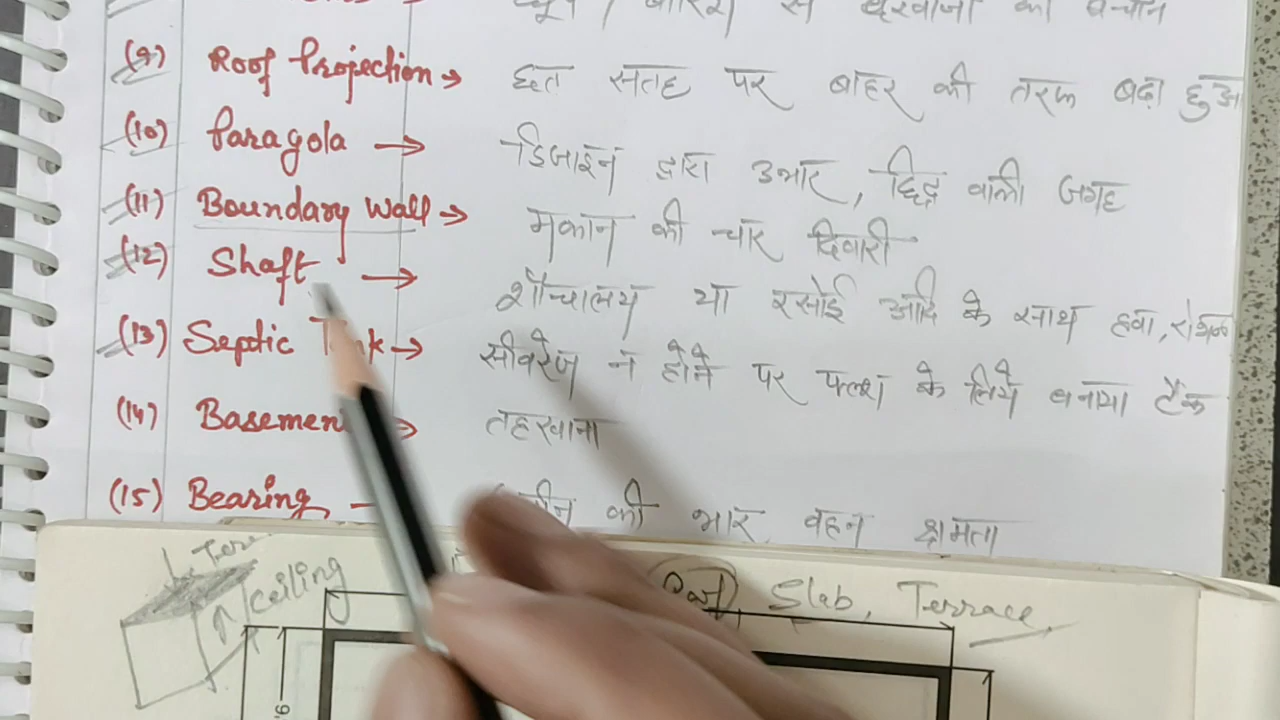 से दरवाजो का बचाव
(9) Roof Projection → छत सतह पर बाहर की तरफ बढ़ा हुआ
(10) Paragola → डिजाइन द्वारा उभार, छिद्र वाली जगह
(11) Boundary Wall → मकान की चार दिवारी
(12) Shaft → शौचालय या रसोई आदि के साथ हवा,
(13) Septic → सीवरेज न होने पर फ्लश के लिये बनाया टैंक
(14) Basemen → तहखाना
(15) Bearing की भार वहन क्षमता
Ceiling Slab, Terrace